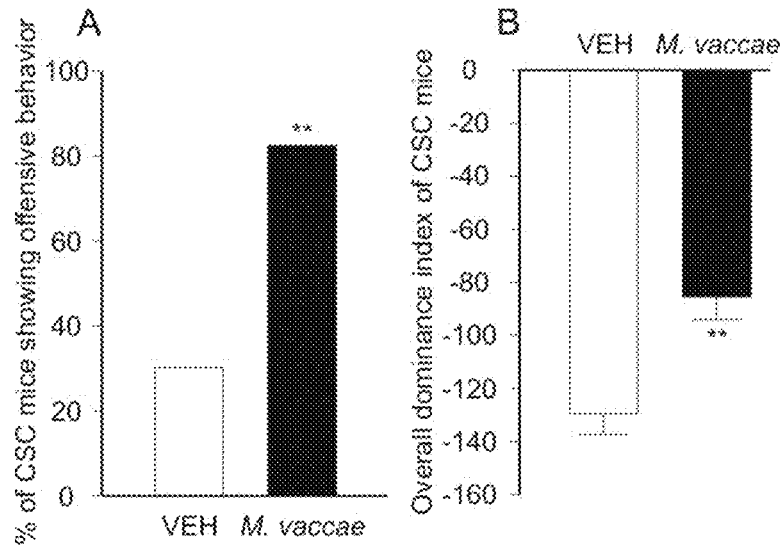 A
% of CSC mice showing offensive behavior
100
80
60
40
20
0
**
VEH M. vaccae
B
VEH M. vaccae
Overall dominance index of CSC mice
0
-20
-40
-60
-80
-100
-120
-140
-160
**